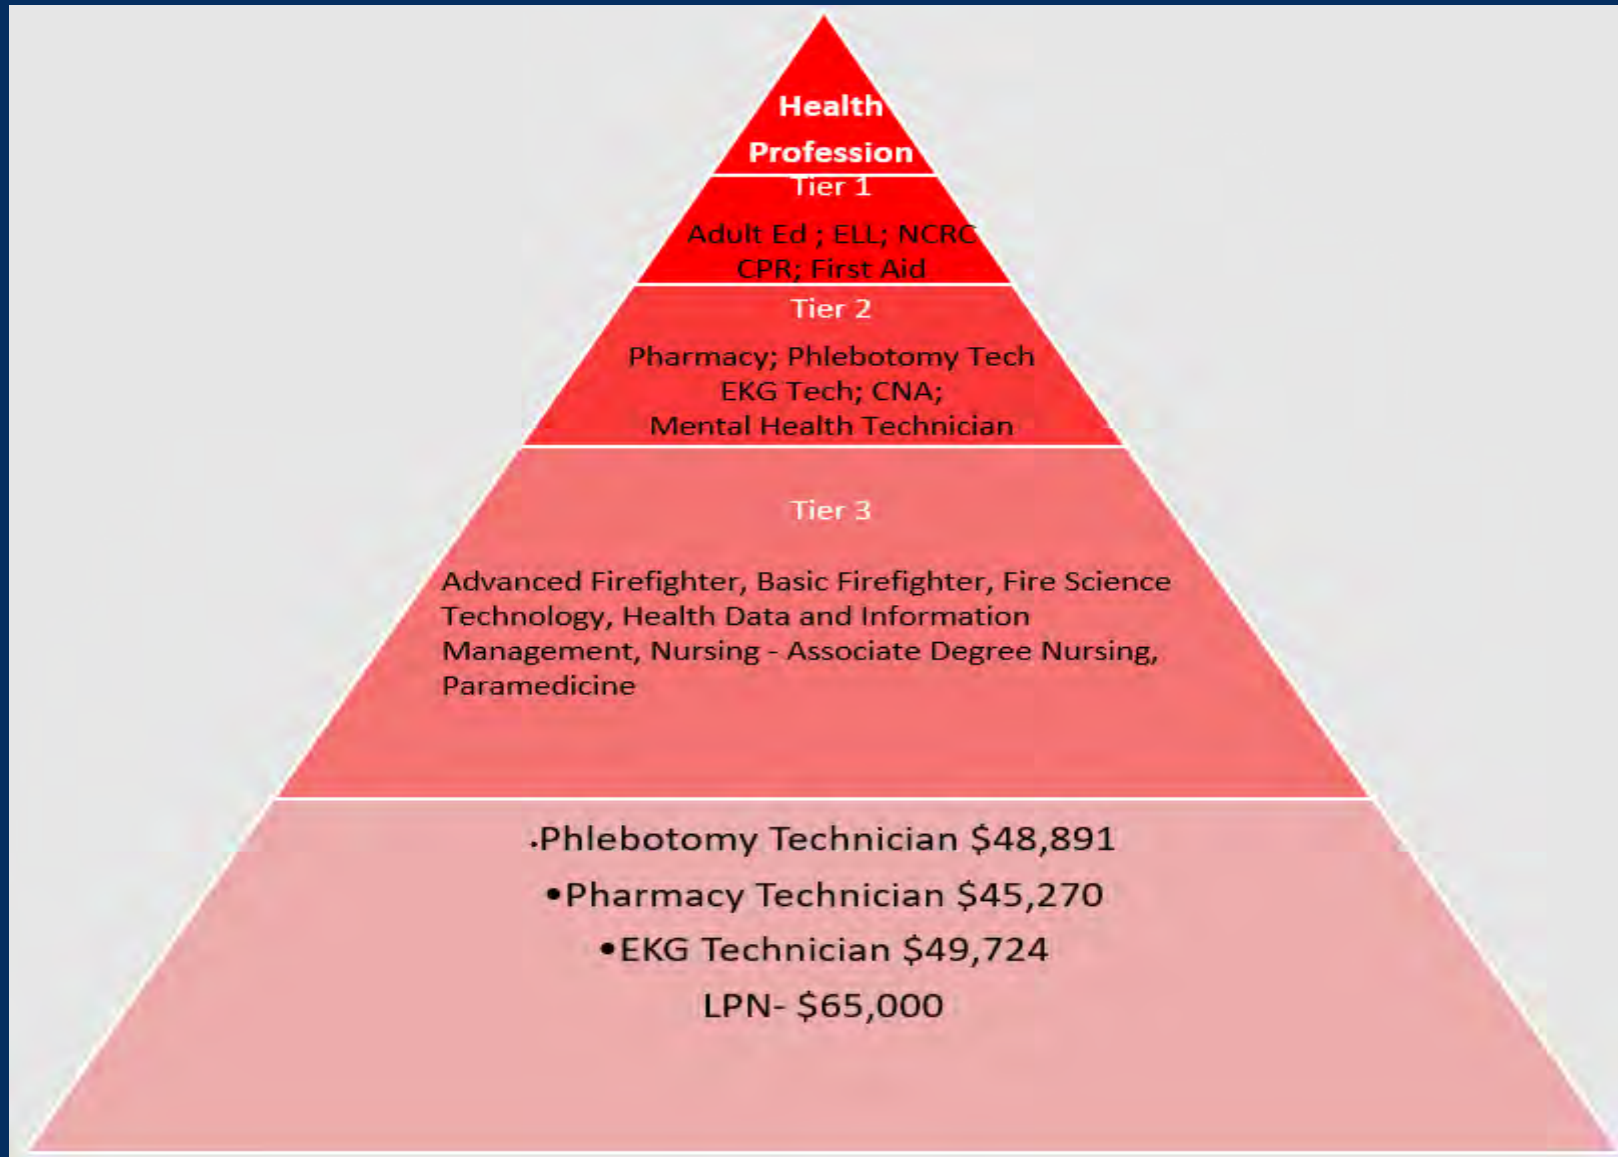 Health
Profession
Tier 1
Adult Ed ; ELL; NCRC
CPR; First Aid
Tier 2
Pharmacy; Phlebotomy Tech
EKG Tech; CNA;
Mental Health Technician
Tier 3
Advanced Firefighter, Basic Firefighter, Fire Science
Technology, Health Data and Information
Management, Nursing - Associate Degree Nursing,
Paramedicine
•Phlebotomy Technician $48,891
•Pharmacy Technician $45,270
•EKG Technician $49,724
LPN- $65,000